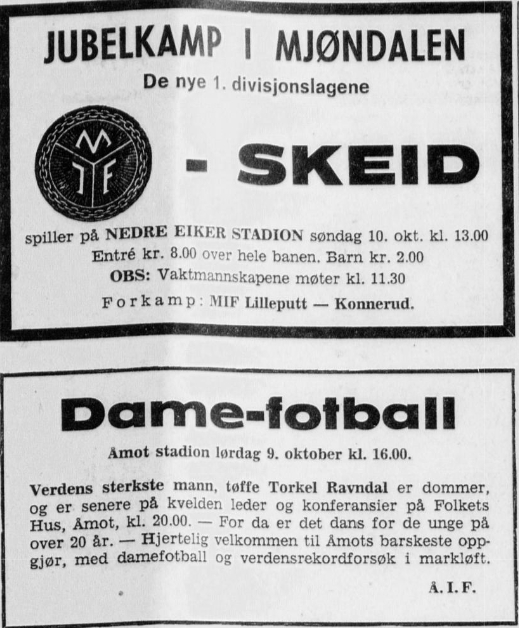 JUBELKAMP I MJØNDALEN
De nye 1. divisjonslagene
MIF - SKEID
spiller på NEDRE EIKER STADION søndag 10. okt. kl. 13.00
Entré kr. 8.00 over hele banen. Barn kr. 2.00
OBS: Vaktmannskapene møter kl. 11.30
Forkamp: MIF Lilleputt — Konnerud.
Dame-fotball
Åmot stadion lørdag 9. oktober kl. 16.00.
Verdens sterkste mann, tøffe Torkel Ravndal er dommer,
og er senere på kvelden leder og konferansier på Folkets
Hus, Åmot, kl. 20.00. — For da er det dans for de unge på
over 20 år. — Hjertelig velkommen til Åmots barskeste opp-
gjør, med damefotball og verdensrekordforsøk i markløft.
Å. I. F.